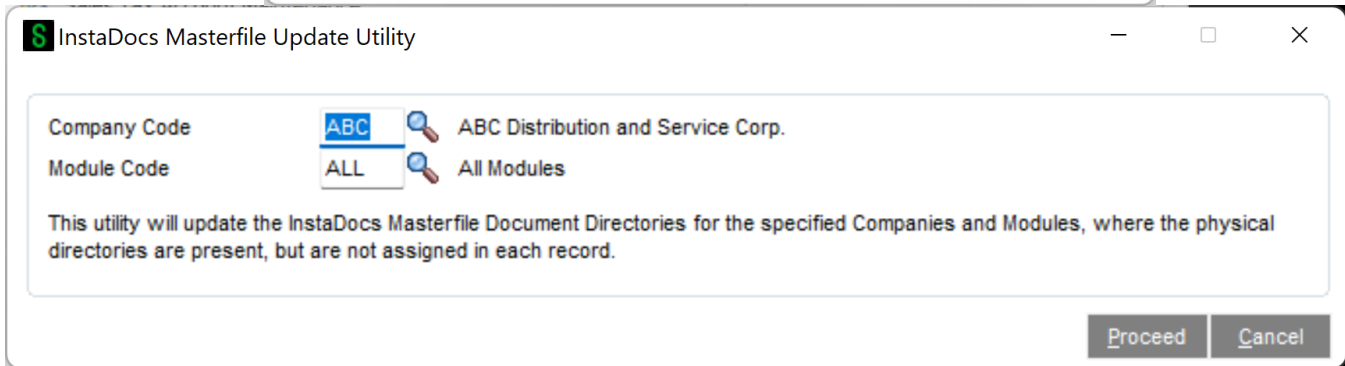 InstaDocs Masterfile Update Utility
Company Code ABC ABC Distribution and Service Corp.
Module Code ALL All Modules
This utility will update the InstaDocs Masterfile Document Directories for the specified Companies and Modules, where the physical
directories are present, but are not assigned in each record.
Proceed Cancel